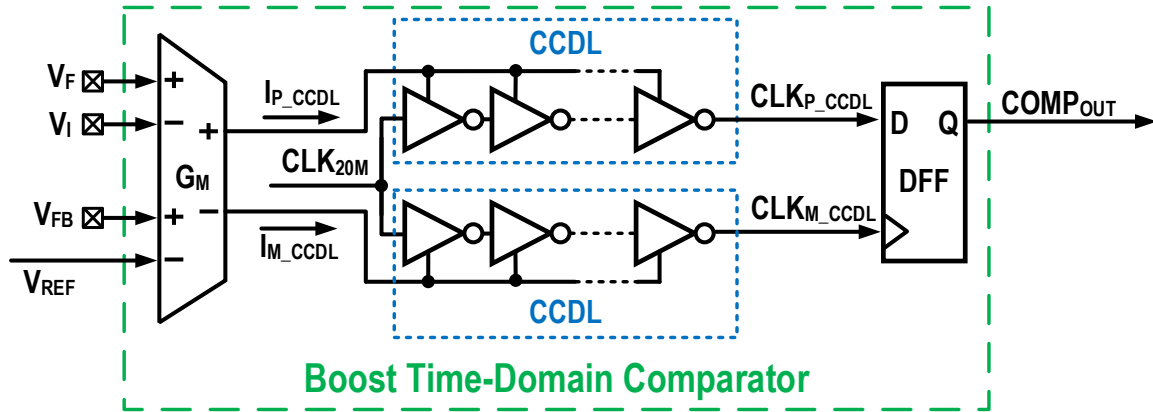 CCDL
V_F
+
I_P_CCDL
CLK_P_CCDL
COMP_OUT
V_I
−
+
D Q
G_M
CLK_20M
DFF
V_FB
+
−
CLK_M_CCDL
−
I_M_CCDL
V_REF
CCDL
Boost Time-Domain Comparator